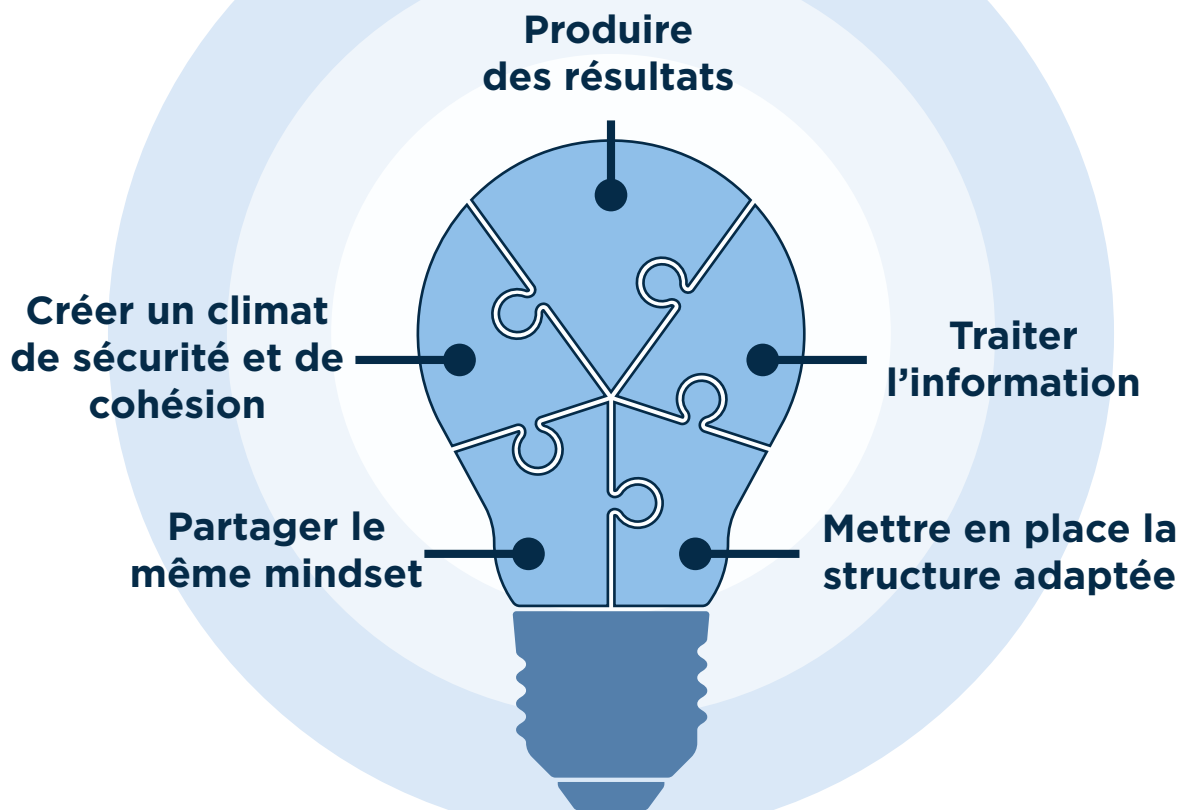 Produire
des résultats
Créer un climat
de sécurité et de
cohésion
Traiter
l’information
Partager le
même mindset
Mettre en place la
structure adaptée